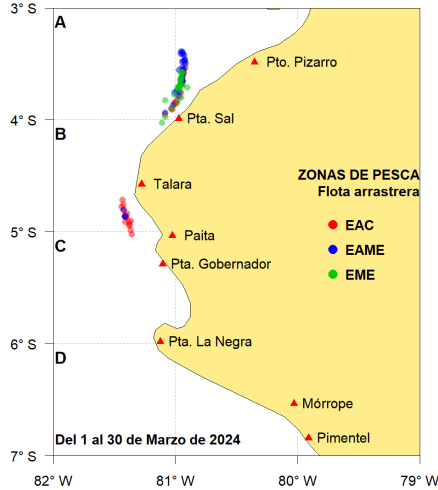 3° S
A
Pto. Pizarro
4° S
Pta. Sal
B
ZONAS DE PESCA
Flota arrastrera
Talara
EAC
5° S
Paita
C
EAME
Pta. Gobernador
EME
6° S
Pta. La Negra
D
Mórrope
Del 1 al 30 de Marzo de 2024
Pimentel
7° S
82° W
81° W
80° W
79° W